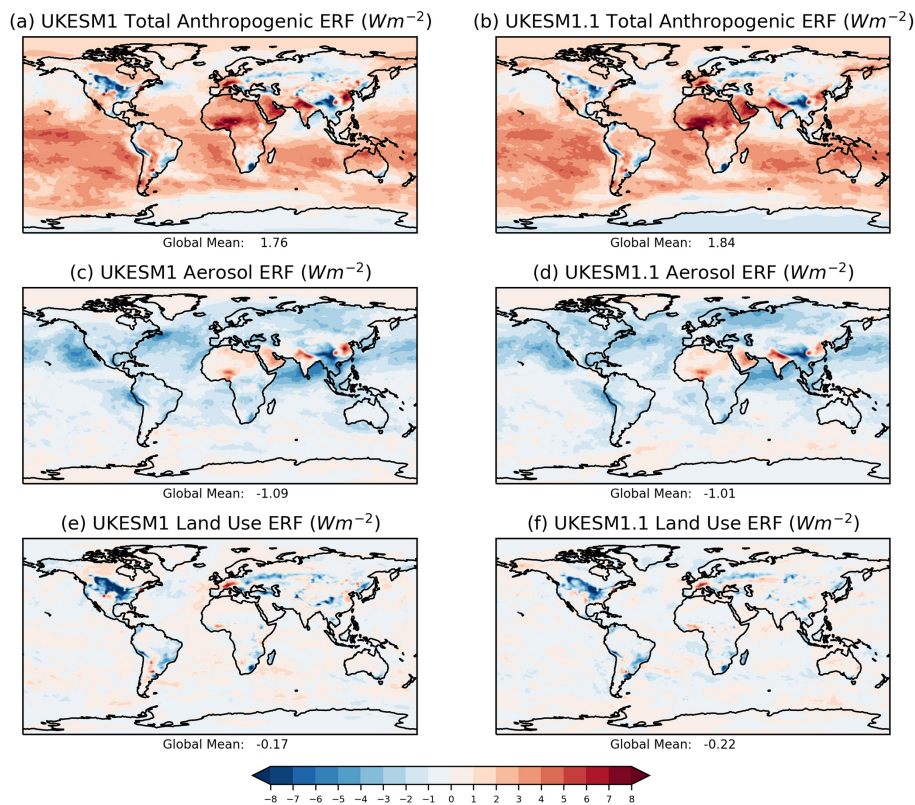 (a) UKESM1 Total Anthropogenic ERF (Wm⁻²)
(b) UKESM1.1 Total Anthropogenic ERF (Wm⁻²)
Global Mean: 1.76
Global Mean: 1.84
(c) UKESM1 Aerosol ERF (Wm⁻²)
(d) UKESM1.1 Aerosol ERF (Wm⁻²)
Global Mean: -1.09
Global Mean: -1.01
(e) UKESM1 Land Use ERF (Wm⁻²)
(f) UKESM1.1 Land Use ERF (Wm⁻²)
Global Mean: -0.17
Global Mean: -0.22
−8 −7 −6 −5 −4 −3 −2 −1 0 1 2 3 4 5 6 7 8